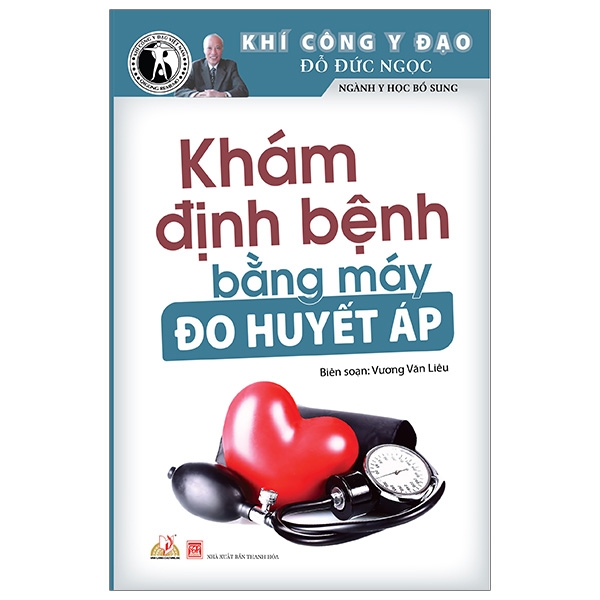 KHÍ CÔNG Y ĐẠO
ĐỖ ĐỨC NGỌC
NGÀNH Y HỌC BỔ SUNG
Khám
định bệnh
bằng máy
ĐO HUYẾT ÁP
Biên soạn: Vương Văn Liêu
NHÀ XUẤT BẢN THANH HÓA